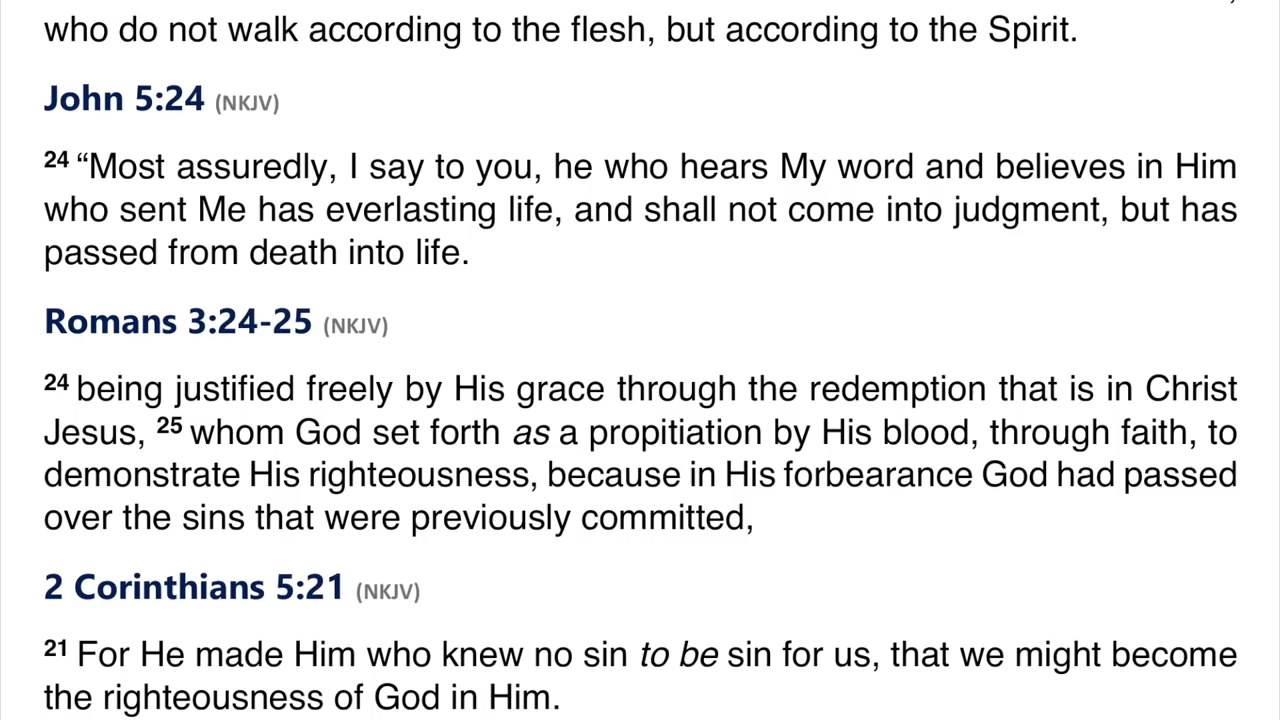 who do not walk according to the flesh, but according to the Spirit.
John 5:24 (NKJV)
24 “Most assuredly, I say to you, he who hears My word and believes in Him
who sent Me has everlasting life, and shall not come into judgment, but has
passed from death into life.
Romans 3:24-25 (NKJV)
24 being justified freely by His grace through the redemption that is in Christ
Jesus, 25 whom God set forth as a propitiation by His blood, through faith, to
demonstrate His righteousness, because in His forbearance God had passed
over the sins that were previously committed,
2 Corinthians 5:21 (NKJV)
21 For He made Him who knew no sin to be sin for us, that we might become
the righteousness of God in Him.